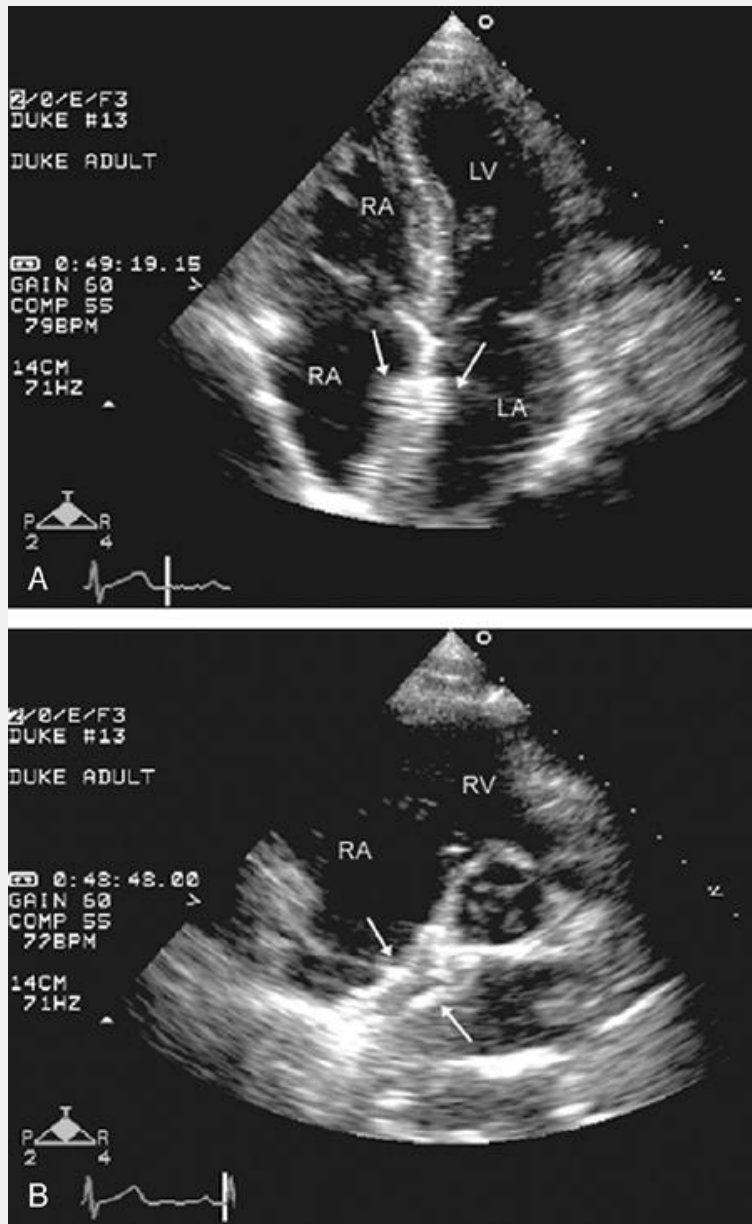 2/0/E/F3
DUKE #13
DUKE ADULT
0:49:19.15
GAIN 60
COMP 55
79BPM
14CM
71HZ
RA
LV
RA
LA
T
P R
2 4
A
2/0/E/F3
DUKE #13
DUKE ADULT
0:48:48.00
GAIN 60
COMP 55
77BPM
14CM
71HZ
RV
RA
T
P R
2 4
B